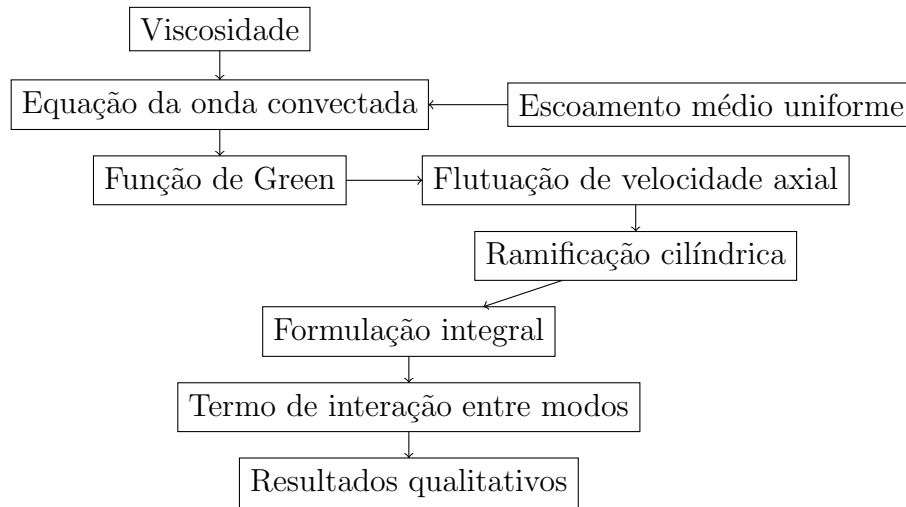 Viscosidade
Equação da onda convectada
Escoamento médio uniforme
Função de Green
Flutuação de velocidade axial
Ramificação cilíndrica
Formulação integral
Termo de interação entre modos
Resultados qualitativos